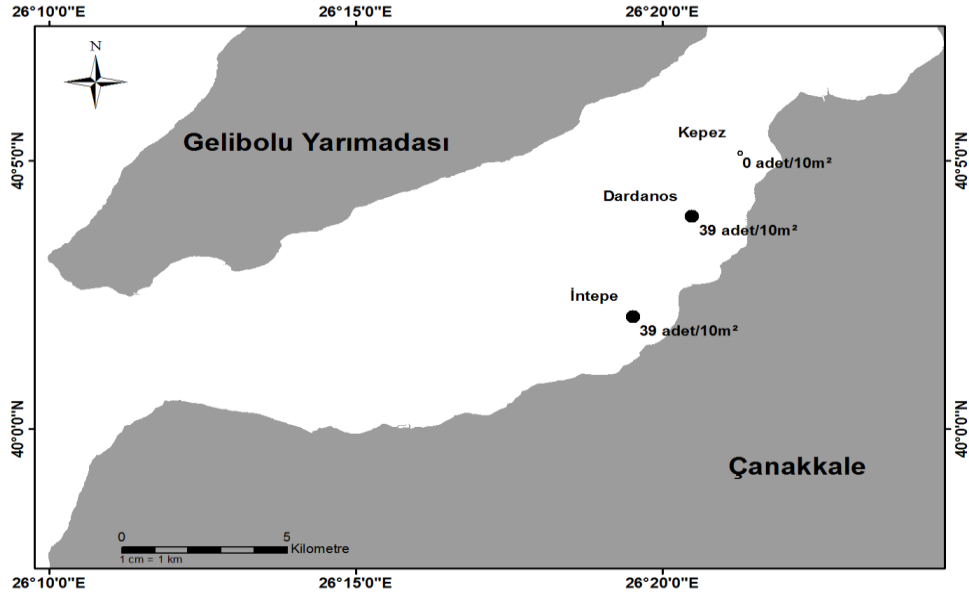 26°10'0"E 26°15'0"E 26°20'0"E
N
Gelibolu Yarımadası
Kepez
0 adet/10m²
40°5'0"N 40°5'0"N
Dardanos
39 adet/10m²
İntepe
39 adet/10m²
40°0'0"N 40°0'0"N
Çanakkale
0 5
Kilometre
1 cm = 1 km
26°10'0"E 26°15'0"E 26°20'0"E